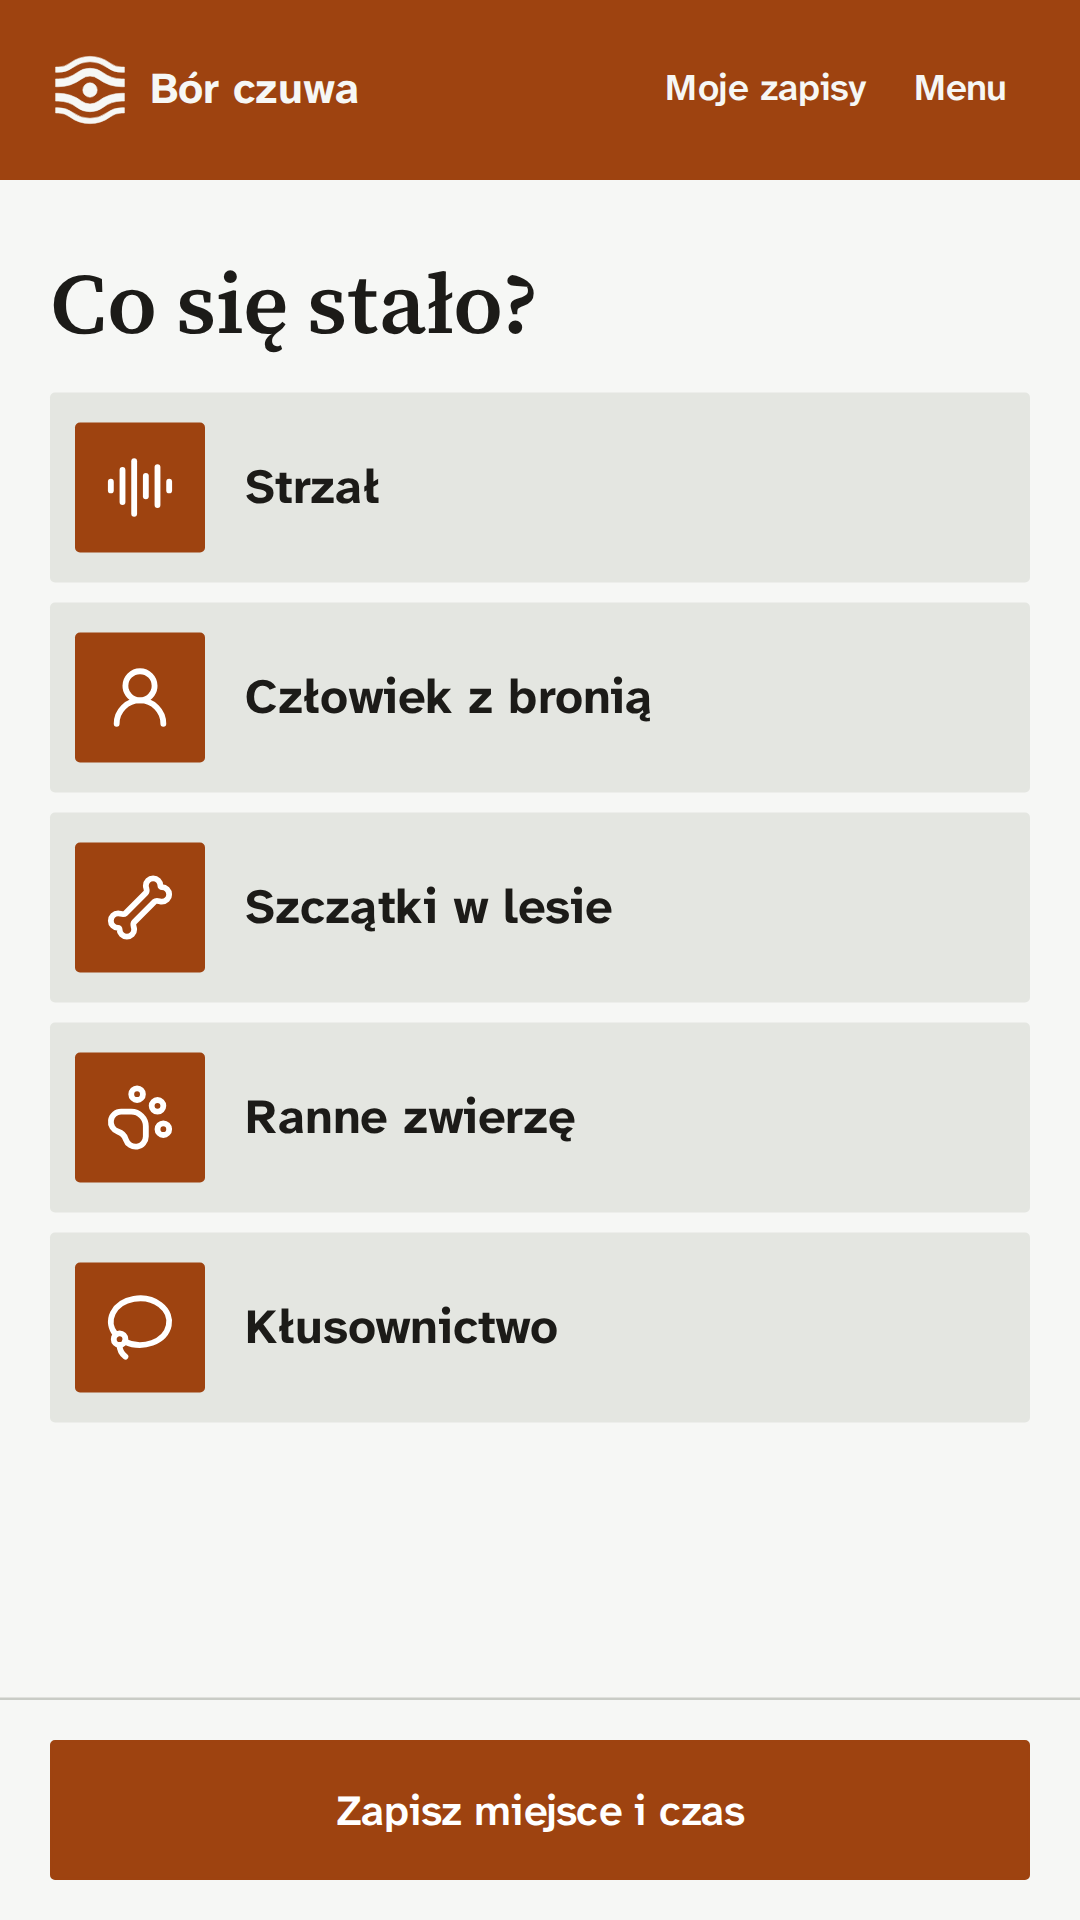 Bór czuwa
Moje zapisy
Menu
Co się stało?
Strzał
Człowiek z bronią
Szczątki w lesie
Ranne zwierzę
Kłusownictwo
Zapisz miejsce i czas